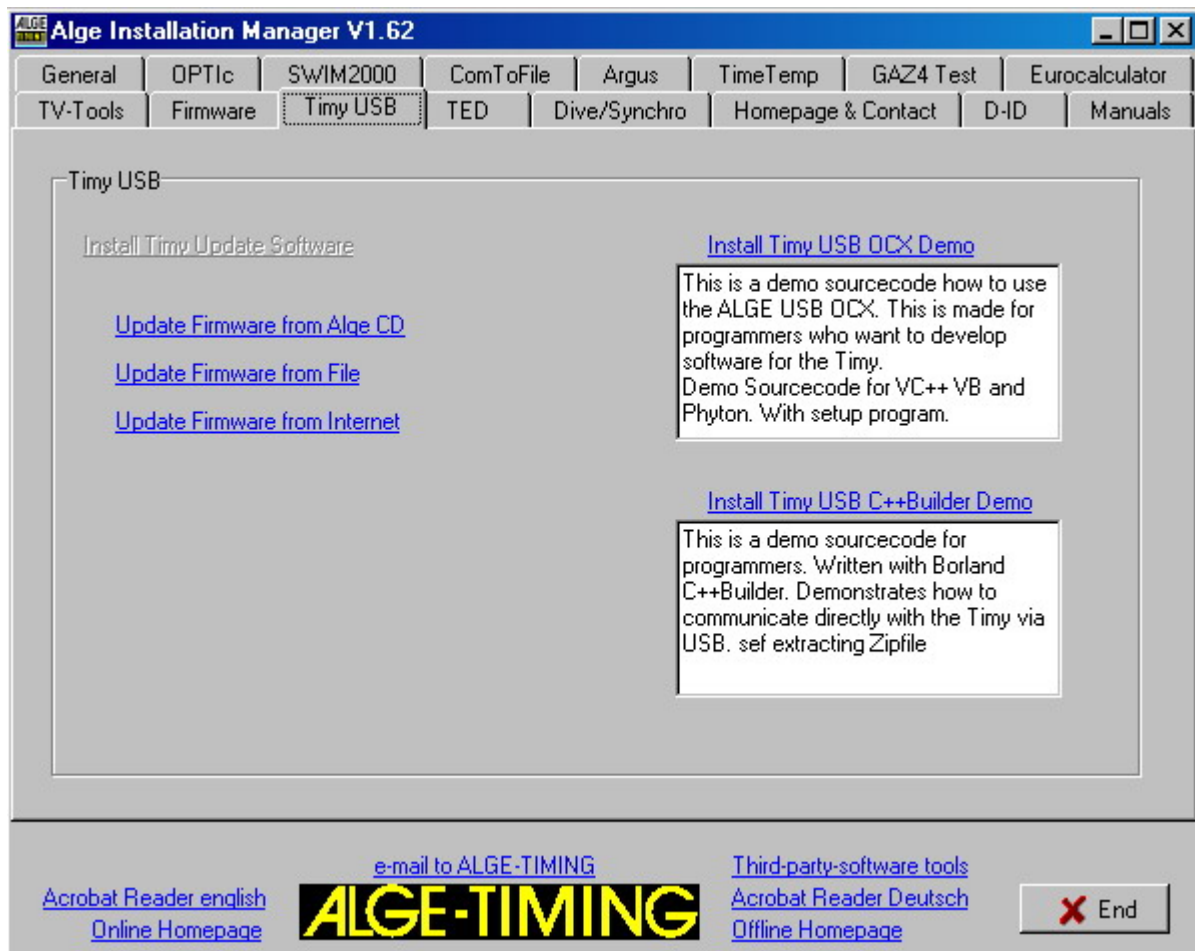 Alge Installation Manager V1.62
General OPTIc SWIM2000 ComToFile Argus TimeTemp GAZ4 Test Eurocalculator
TV-Tools Firmware Timy USB TED Dive/Synchro Homepage & Contact D-ID Manuals
Timy USB
Install Timy Update Software
Update Firmware from Alge CD
Update Firmware from File
Update Firmware from Internet
Install Timy USB OCX Demo
This is a demo sourcecode how to use
the ALGE USB OCX. This is made for
programmers who want to develop
software for the Timy.
Demo Sourcecode for VC++ VB and
Phyton. With setup program.
Install Timy USB C++Builder Demo
This is a demo sourcecode for
programmers. Written with Borland
C++Builder. Demonstrates how to
communicate directly with the Timy via
USB. sef extracting Zipfile
Acrobat Reader english
Online Homepage
e-mail to ALGE-TIMING
ALGE-TIMING
Third-party-software tools
Acrobat Reader Deutsch
Offline Homepage
End